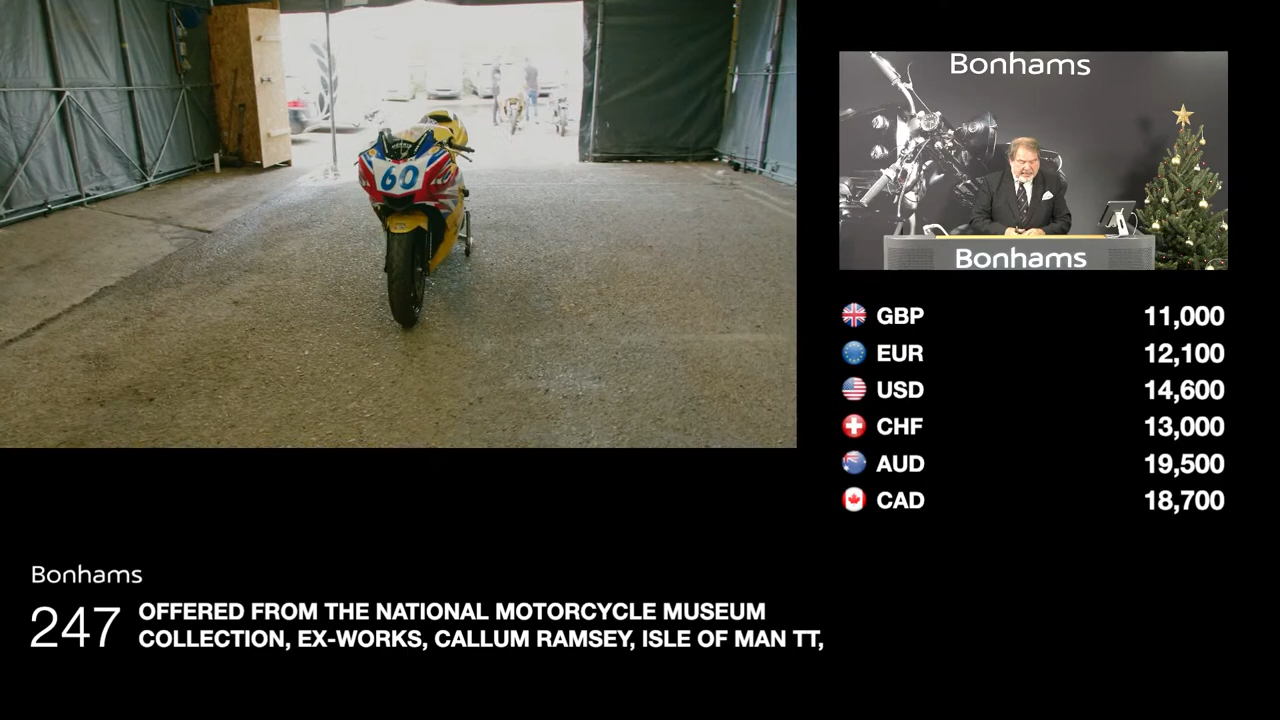 60
Bonhams
Bonhams
GBP 11,000
EUR 12,100
USD 14,600
CHF 13,000
AUD 19,500
CAD 18,700
Bonhams
247
OFFERED FROM THE NATIONAL MOTORCYCLE MUSEUM
COLLECTION, EX-WORKS, CALLUM RAMSEY, ISLE OF MAN TT,